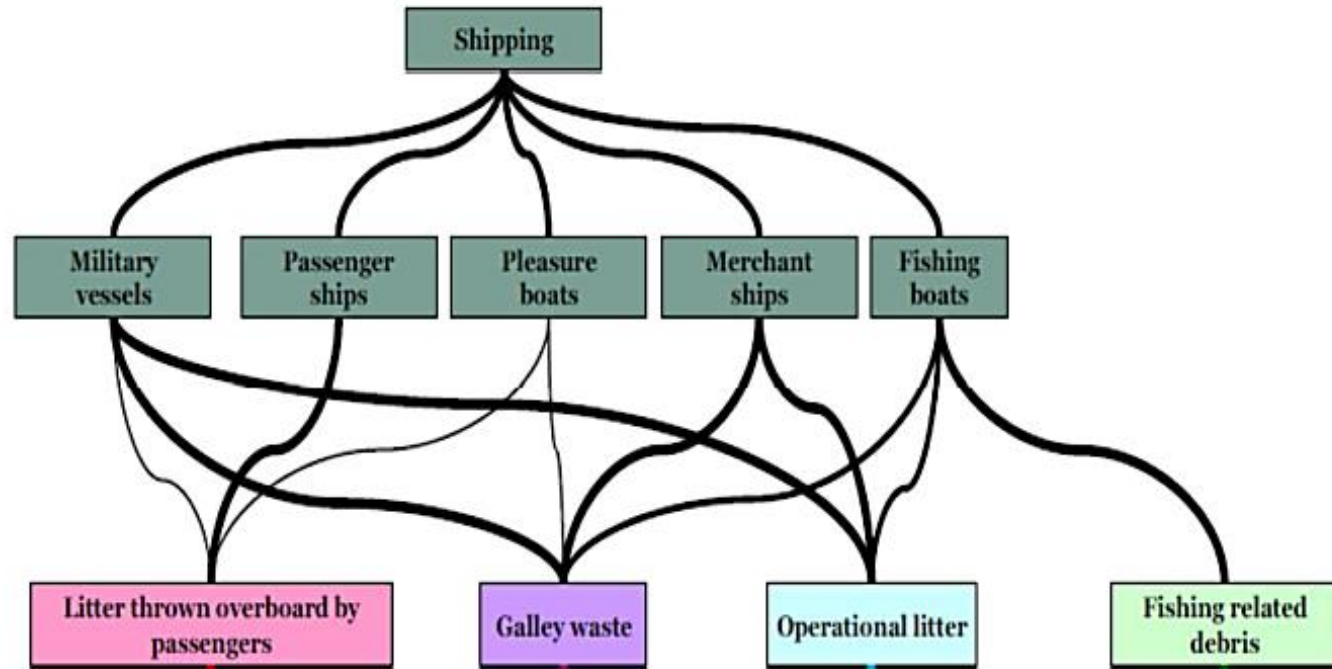 Shipping
Military
vessels
Passenger
ships
Pleasure
boats
Merchant
ships
Fishing
boats
Litter thrown overboard by
passengers
Galley waste
Operational litter
Fishing related
debris